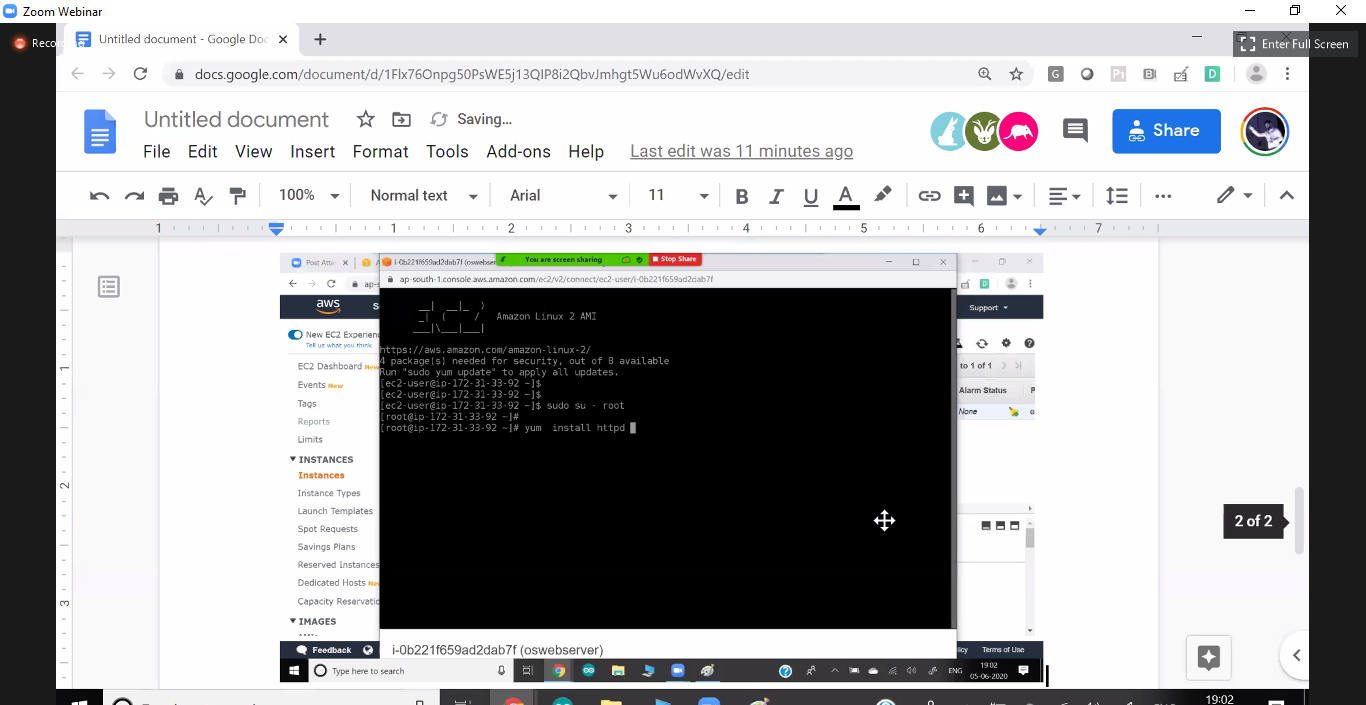 Zoom Webinar
Untitled document - Google Doc
Enter Full Screen
docs.google.com/document/d/1Flx76Onpg50PsWE5j13QIP8i2QbvJmhgt5Wu6odWvXQ/edit
Untitled document
Saving...
Share
File Edit View Insert Format Tools Add-ons Help Last edit was 11 minutes ago
100% Normal text Arial 11 B I U A
1 1 2 3 4 5 6 7
Post Atte
i-0b221f659ad2dab7f (oswebser
You are screen sharing
Stop Share
ap-south-1.console.aws.amazon.com/ec2/v2/connect/ec2-user/i-0b221f659ad2dab7f
aws
Support
Amazon Linux 2 AMI
New EC2 Experien
Tell us what you think
https://aws.amazon.com/amazon-linux-2/
4 package(s) needed for security, out of 8 available
Run "sudo yum update" to apply all updates.
[ec2-user@ip-172-31-33-92 ~]$
[ec2-user@ip-172-31-33-92 ~]$
[ec2-user@ip-172-31-33-92 ~]$ sudo su - root
[root@ip-172-31-33-92 ~]#
[root@ip-172-31-33-92 ~]# yum  install httpd
to 1 of 1
Alarm Status
None
EC2 Dashboard New
Events New
Tags
Reports
Limits
INSTANCES
Instances
Instance Types
Launch Templates
Spot Requests
Savings Plans
Reserved Instances
Dedicated Hosts New
Capacity Reservatio
IMAGES
1
2
3
2 of 2
Feedback
i-0b221f659ad2dab7f (oswebserver)
Terms of Use
Type here to search
ENG
19:02
05-06-2020
19:02